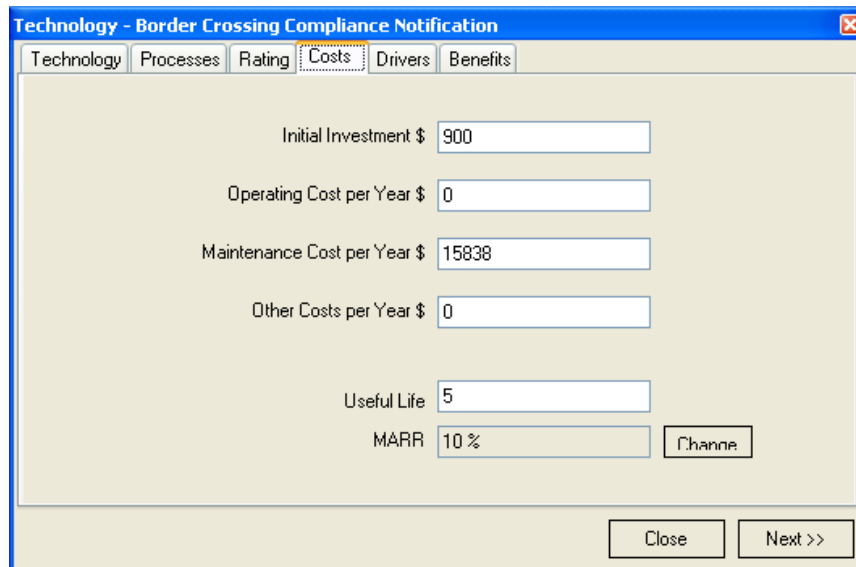 Technology - Border Crossing Compliance Notification
Technology Processes Rating Costs Drivers Benefits
Initial Investment $ 900
Operating Cost per Year $ 0
Maintenance Cost per Year $ 15838
Other Costs per Year $ 0
Useful Life 5
MARR 10 % Change
Close Next >>